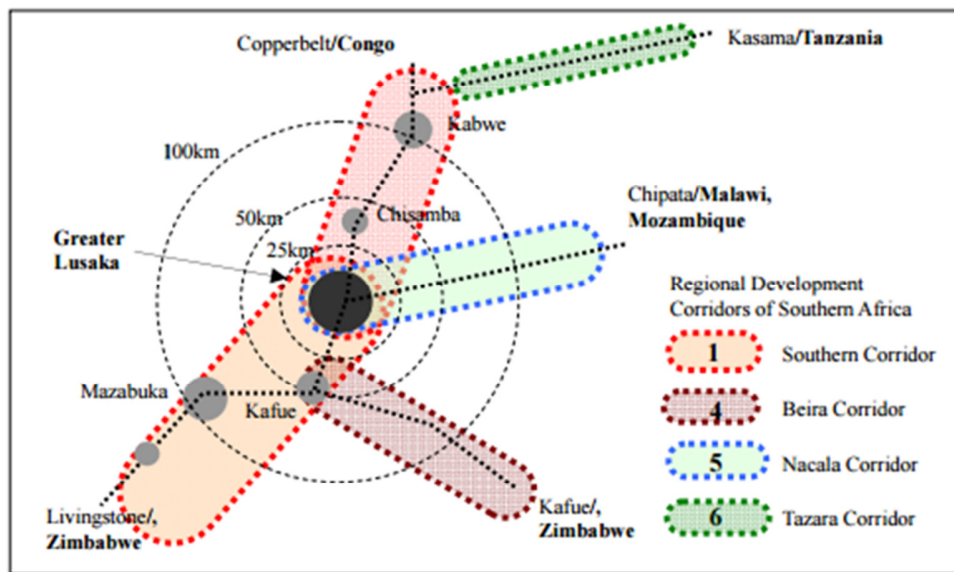 Copperbelt/Congo
Kasama/Tanzania
Kabwe
100km
Chipata/Malawi,
Mozambique
50km
Chisamba
Greater
Lusaka
25km
Regional Development
Corridors of Southern Africa
1 Southern Corridor
Mazabuka
Kafue
4 Beira Corridor
5 Nacala Corridor
Livingstone/,
Zimbabwe
Kafue/,
Zimbabwe
6 Tazara Corridor